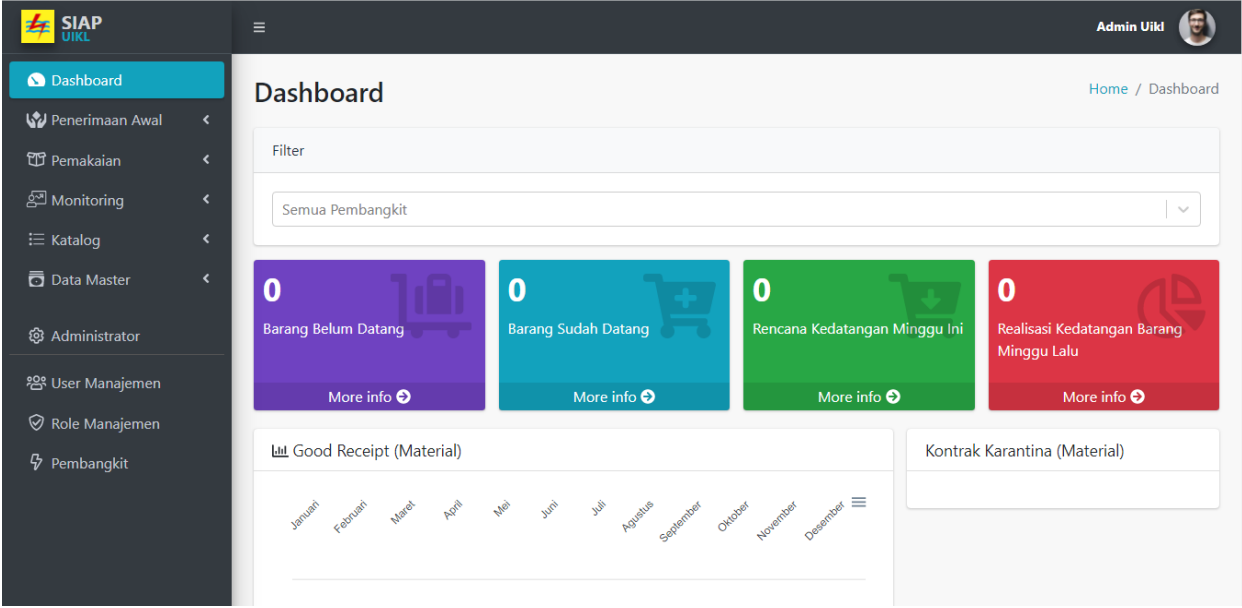 SIAP
UIKL
Admin Uikl
Dashboard
Penerimaan Awal
Pemakaian
Monitoring
Katalog
Data Master
Administrator
User Manajemen
Role Manajemen
Pembangkit
Dashboard
Home / Dashboard
Filter
Semua Pembangkit
0
Barang Belum Datang
More info
0
Barang Sudah Datang
More info
0
Rencana Kedatangan Minggu Ini
More info
0
Realisasi Kedatangan Barang
Minggu Lalu
More info
Good Receipt (Material)
Januari
Februari
Maret
April
Mei
Juni
Juli
Agustus
September
Oktober
November
Desember
Kontrak Karantina (Material)